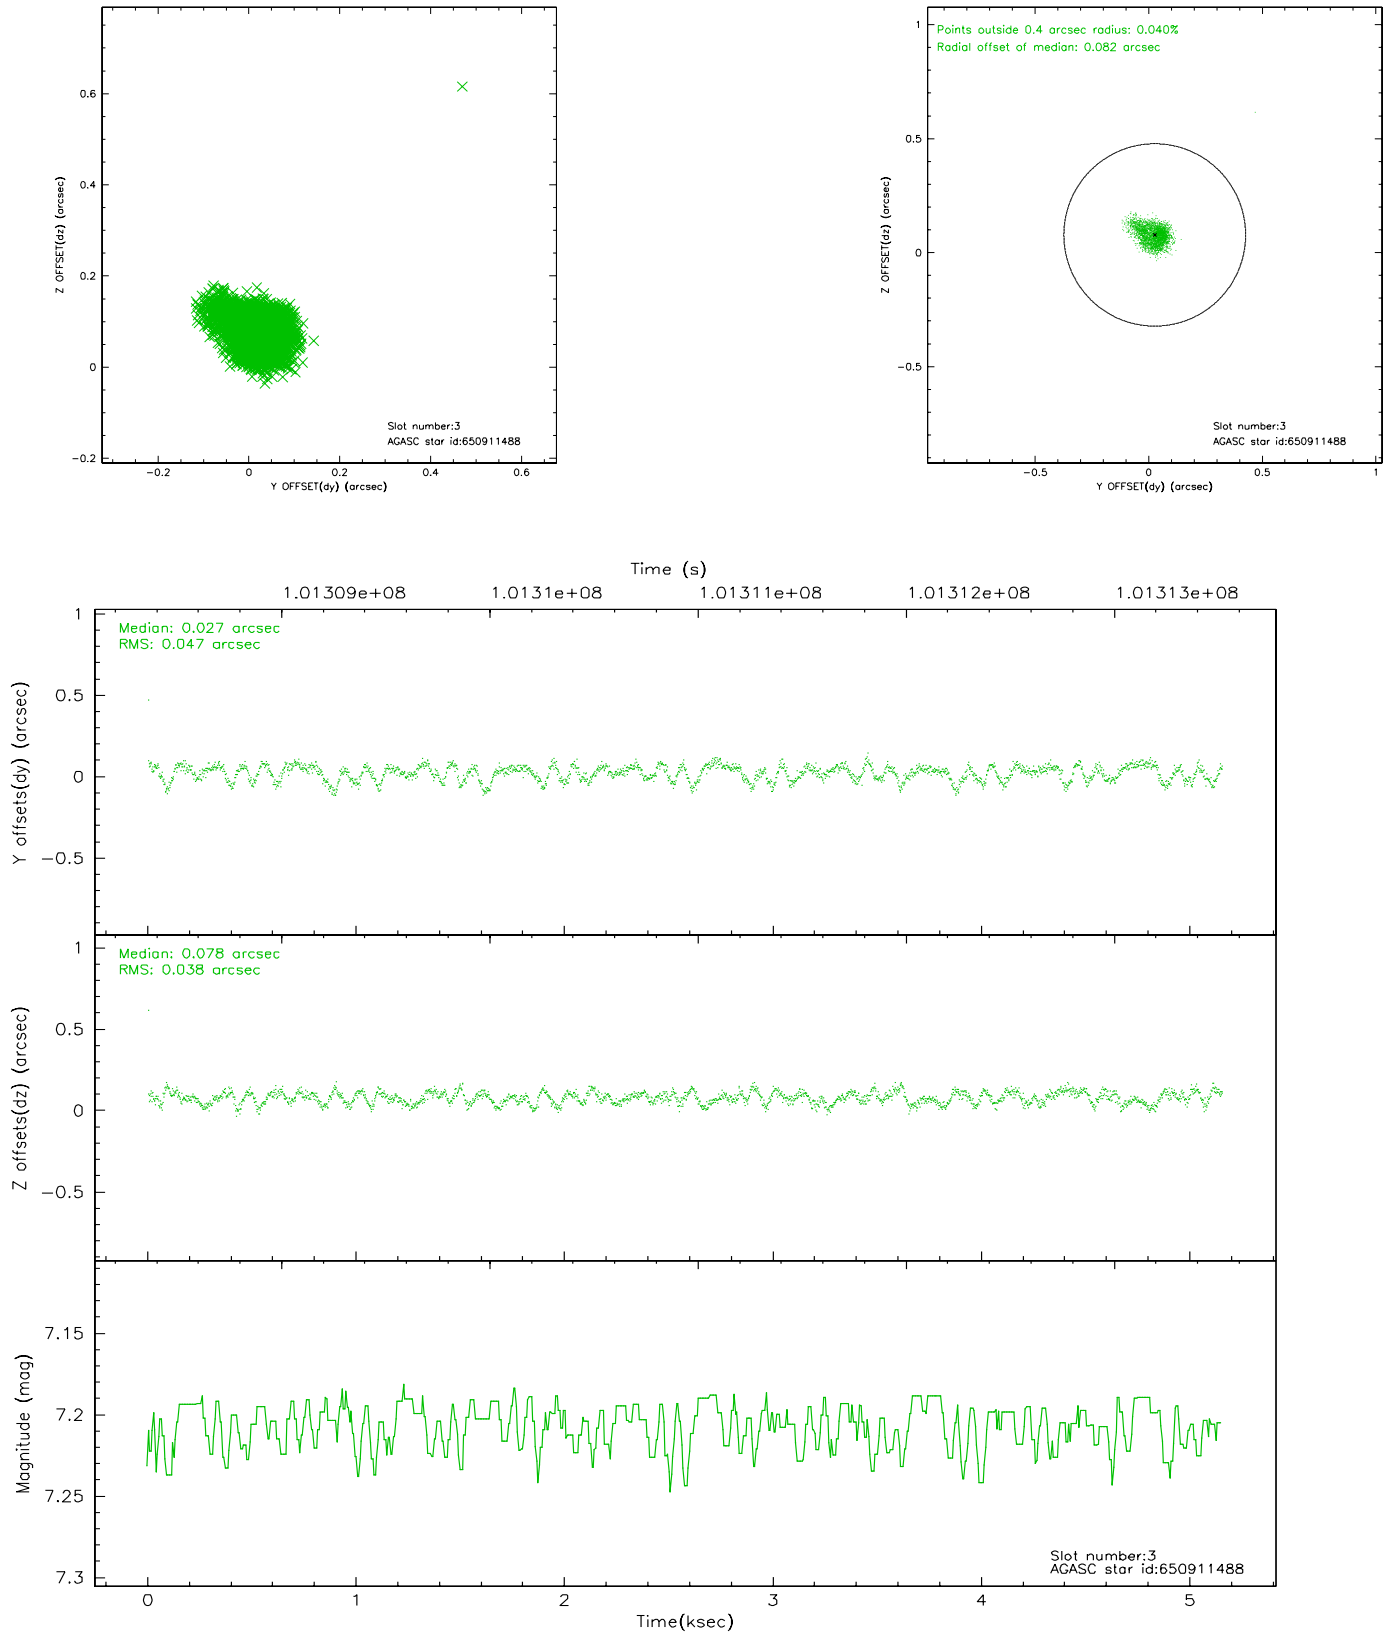 0.6
0.4
0.2
0
-0.2
Z OFFSET(dz) (arcsec)
-0.2 0 0.2 0.4 0.6
Y OFFSET(dy) (arcsec)
Slot number:3
AGASC star id:650911488
Points outside 0.4 arcsec radius: 0.040%
Radial offset of median: 0.082 arcsec
1
0.5
0
-0.5
Z OFFSET(dz) (arcsec)
-0.5 0 0.5 1
Y OFFSET(dy) (arcsec)
Slot number:3
AGASC star id:650911488
Time (s)
1.01309e+08 1.0131e+08 1.01311e+08 1.01312e+08 1.01313e+08
Median: 0.027 arcsec
RMS: 0.047 arcsec
1
0.5
0
-0.5
Y offsets(dy) (arcsec)
Median: 0.078 arcsec
RMS: 0.038 arcsec
1
0.5
0
-0.5
Z offsets(dz) (arcsec)
7.15
7.2
7.25
7.3
Magnitude (mag)
Slot number:3
AGASC star id:650911488
0 1 2 3 4 5
Time(ksec)